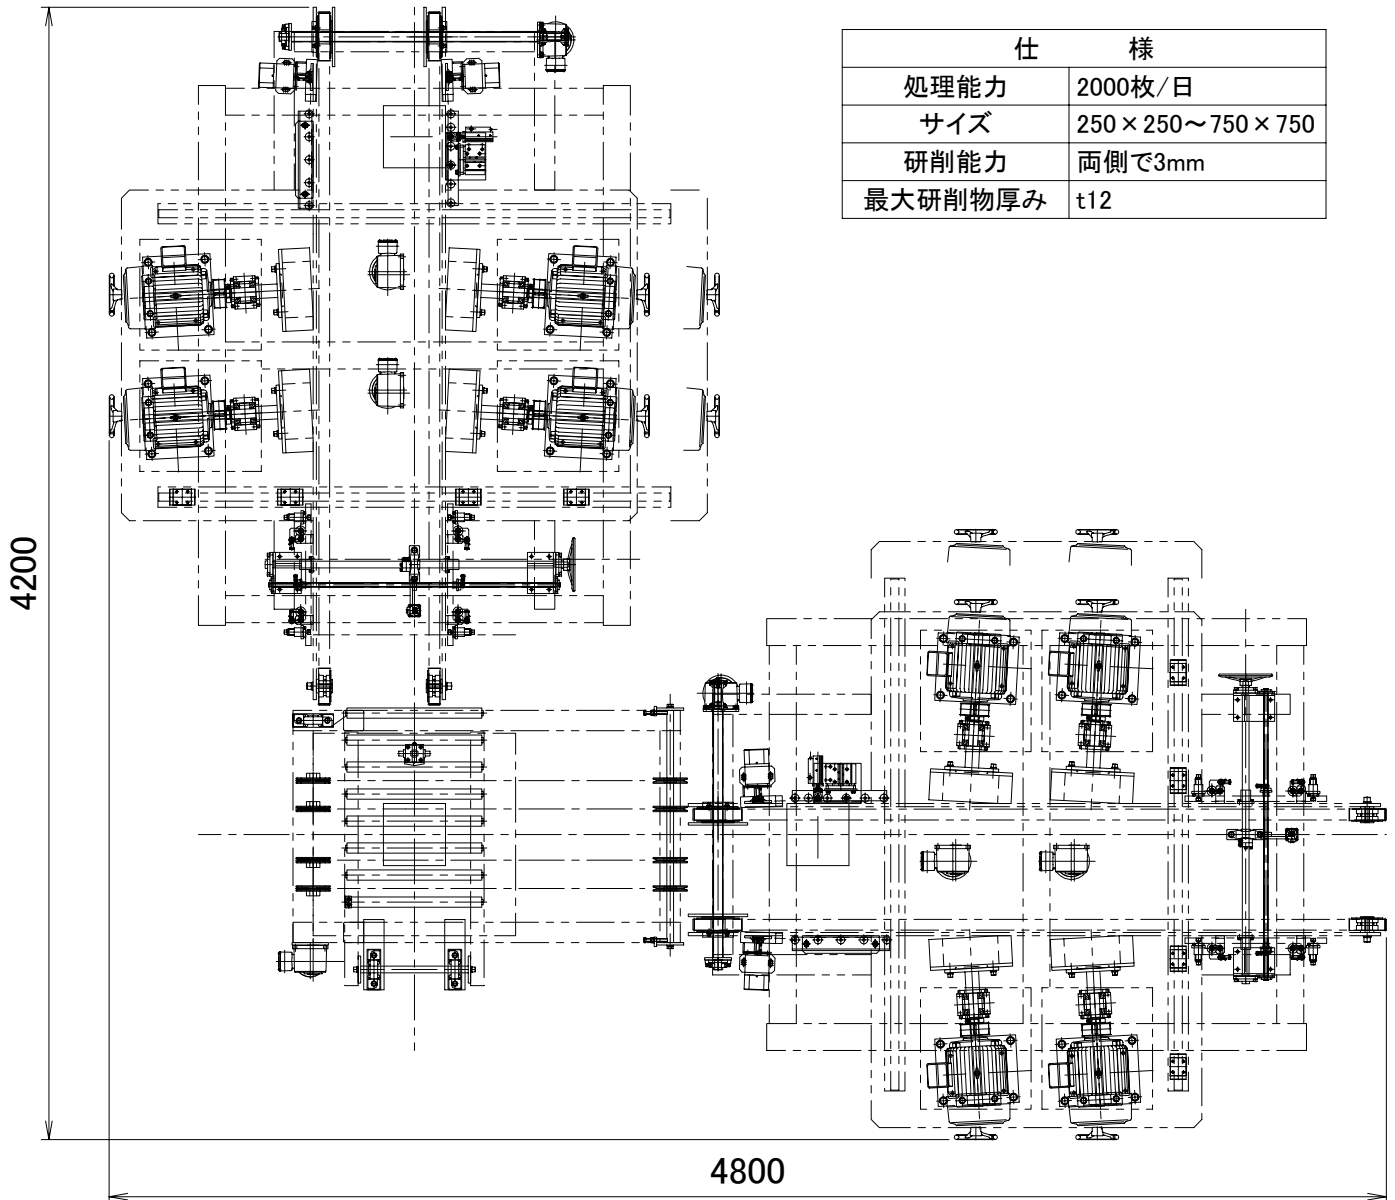 仕 様
処理能力 2000枚/日
サイズ 250×250～750×750
研削能力 両側で3mm
最大研削物厚み t12
4200
4800